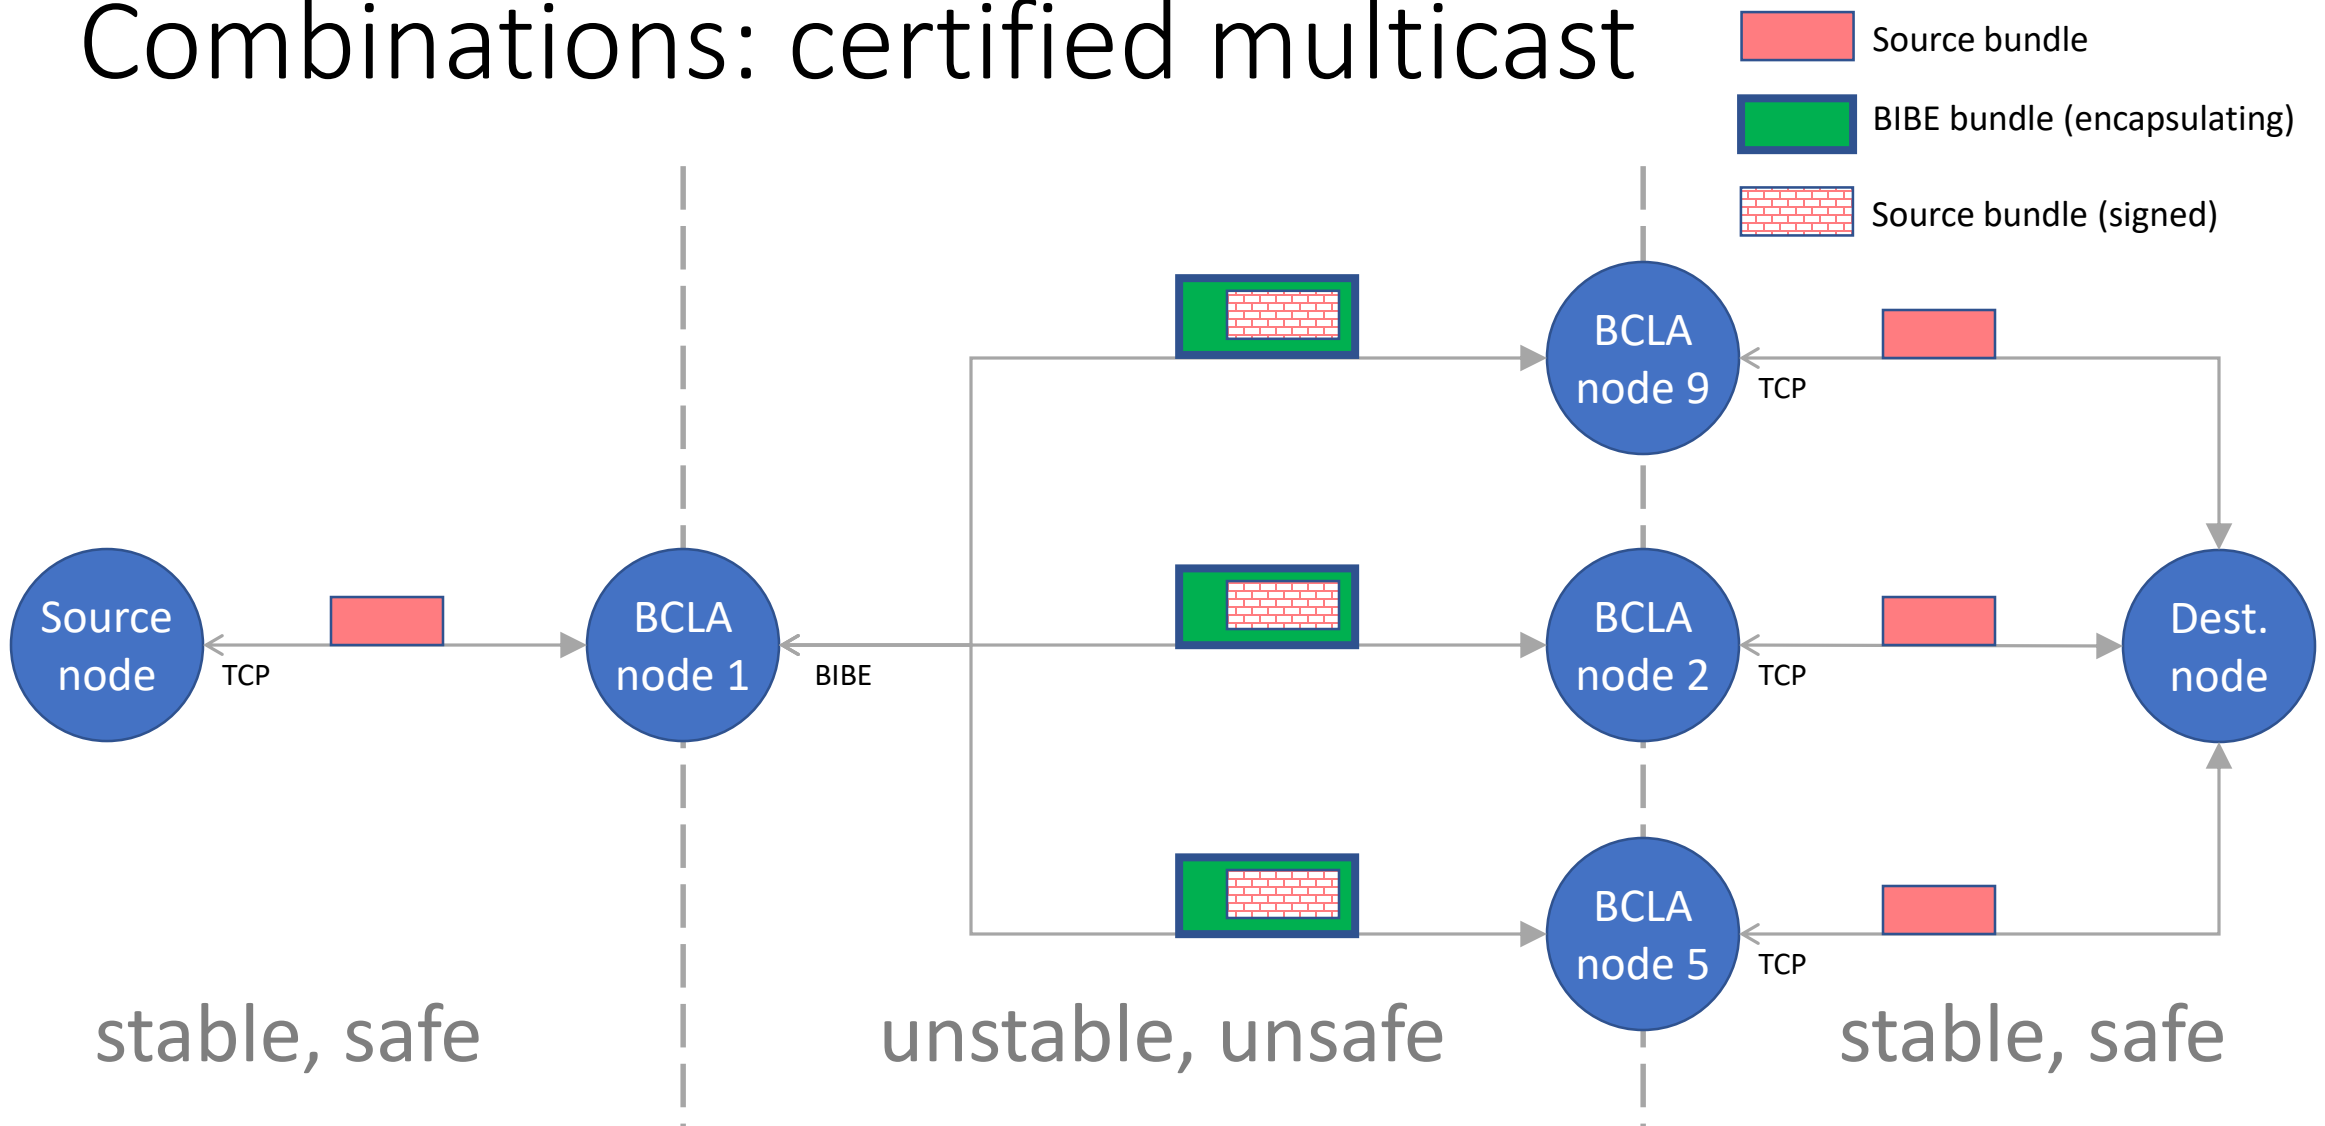 Combinations: certified multicast
Source bundle
BIBE bundle (encapsulating)
Source bundle (signed)
BCLA
node 9
TCP
Source
node
TCP
BCLA
node 1
BIBE
BCLA
node 2
TCP
Dest.
node
BCLA
node 5
TCP
stable, safe
unstable, unsafe
stable, safe